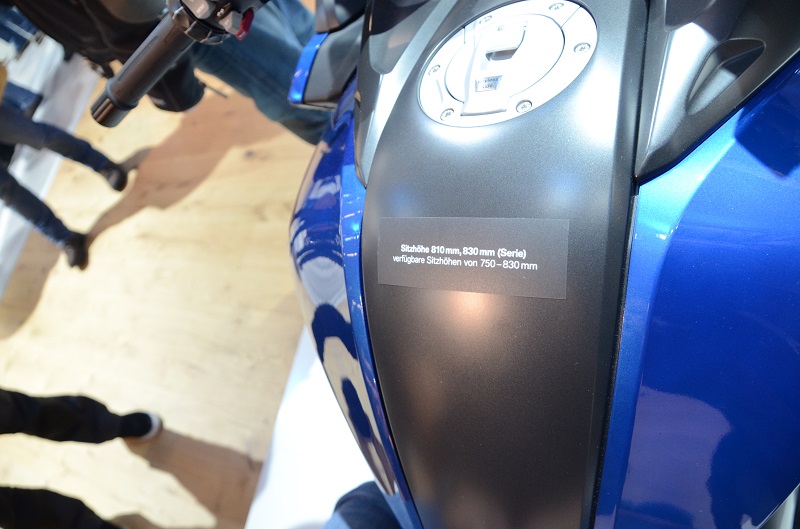 Sitzhöhe 810 mm, 830 mm (Serie)
verfügbare Sitzhöhen von 750–830 mm